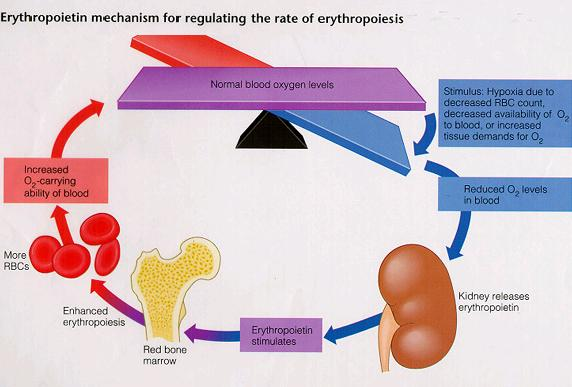 Erythropoietin mechanism for regulating the rate of erythropoiesis
Normal blood oxygen levels
Stimulus: Hypoxia due to
decreased RBC count,
decreased availability of O2
to blood, or increased
tissue demands for O2
Reduced O2 levels
in blood
Kidney releases
erythropoietin
Erythropoietin
stimulates
Red bone
marrow
Enhanced
erythropoiesis
More
RBCs
Increased
O2-carrying
ability of blood